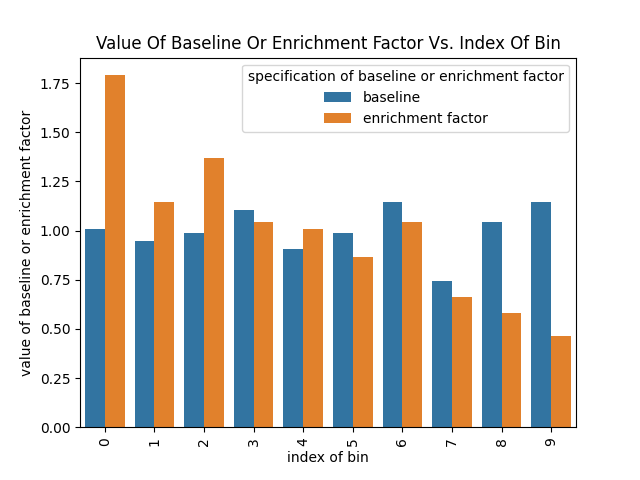 Value Of Baseline Or Enrichment Factor Vs. Index Of Bin
specification of baseline or enrichment factor
baseline
enrichment factor
value of baseline or enrichment factor
1.75
1.50
1.25
1.00
0.75
0.50
0.25
0.00
0 1 2 3 4 5 6 7 8 9
index of bin